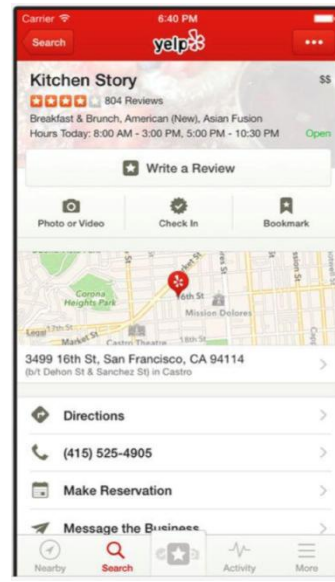 Carrier 6:40 PM
Search yelp
Kitchen Story $$
804 Reviews
Breakfast & Brunch, American (New), Asian Fusion
Hours Today: 8:00 AM - 3:00 PM, 5:00 PM - 10:30 PM Open
Write a Review
Photo or Video Check In Bookmark
Corona
Heights Park
16th St
Mission Dolores
17th St
Market St
Castro Theatre 18th St
3499 16th St, San Francisco, CA 94114
(b/t Dehon St & Sanchez St) in Castro
Directions
(415) 525-4905
Make Reservation
Message the Business
Nearby Search Activity More